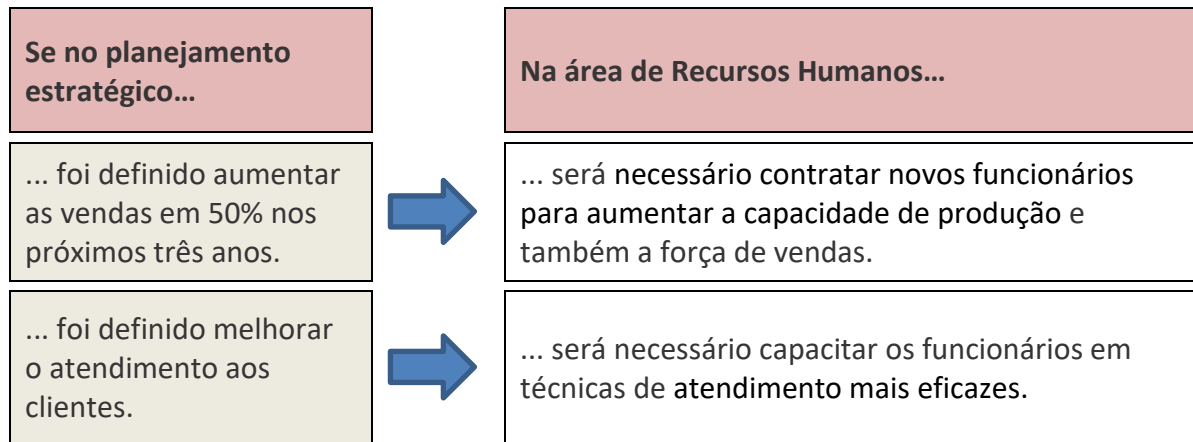 Se no planejamento
estratégico...
Na área de Recursos Humanos...
... foi definido aumentar
as vendas em 50% nos
próximos três anos.
... será necessário contratar novos funcionários
para aumentar a capacidade de produção e
também a força de vendas.
... foi definido melhorar
o atendimento aos
clientes.
... será necessário capacitar os funcionários em
técnicas de atendimento mais eficazes.